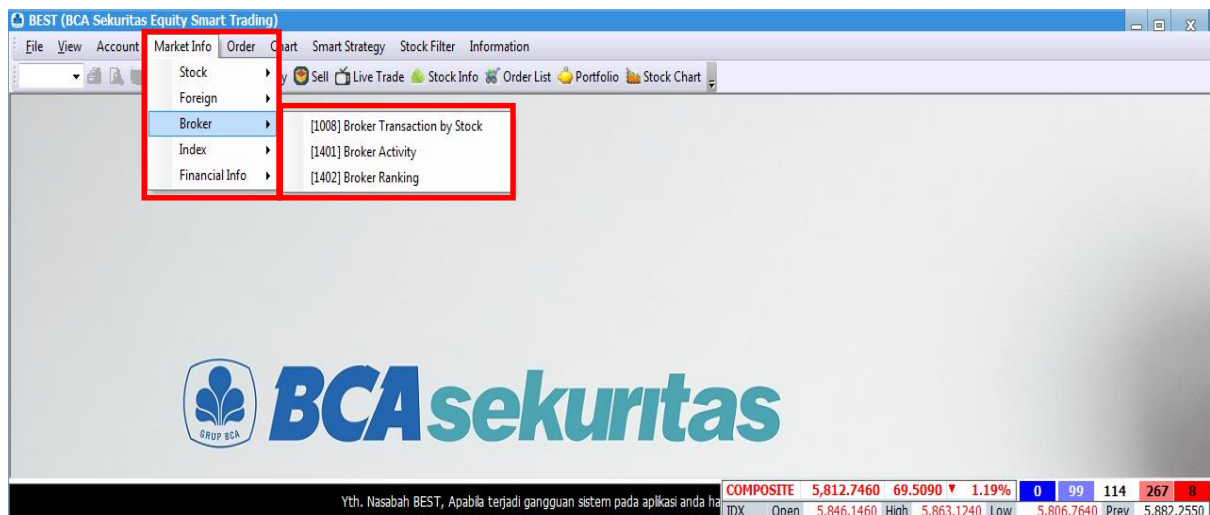 BEST (BCA Sekuritas Equity Smart Trading)
File View Account Market Info Order Chart Smart Strategy Stock Filter Information
Sell Live Trade Stock Info Order List Portfolio Stock Chart
Stock
Foreign
Broker
Index
Financial Info
[1008] Broker Transaction by Stock
[1401] Broker Activity
[1402] Broker Ranking
GRUP BCA
BCA sekuritas
Yth. Nasabah BEST, Apabila terjadi gangguan sistem pada aplikasi anda ha
COMPOSITE 5,812.7460 69.5090 ▼ 1.19% 0 99 114 267 8
IDX Open 5,846.1460 High 5,863.1240 Low 5,806.7640 Prev 5,882.2550